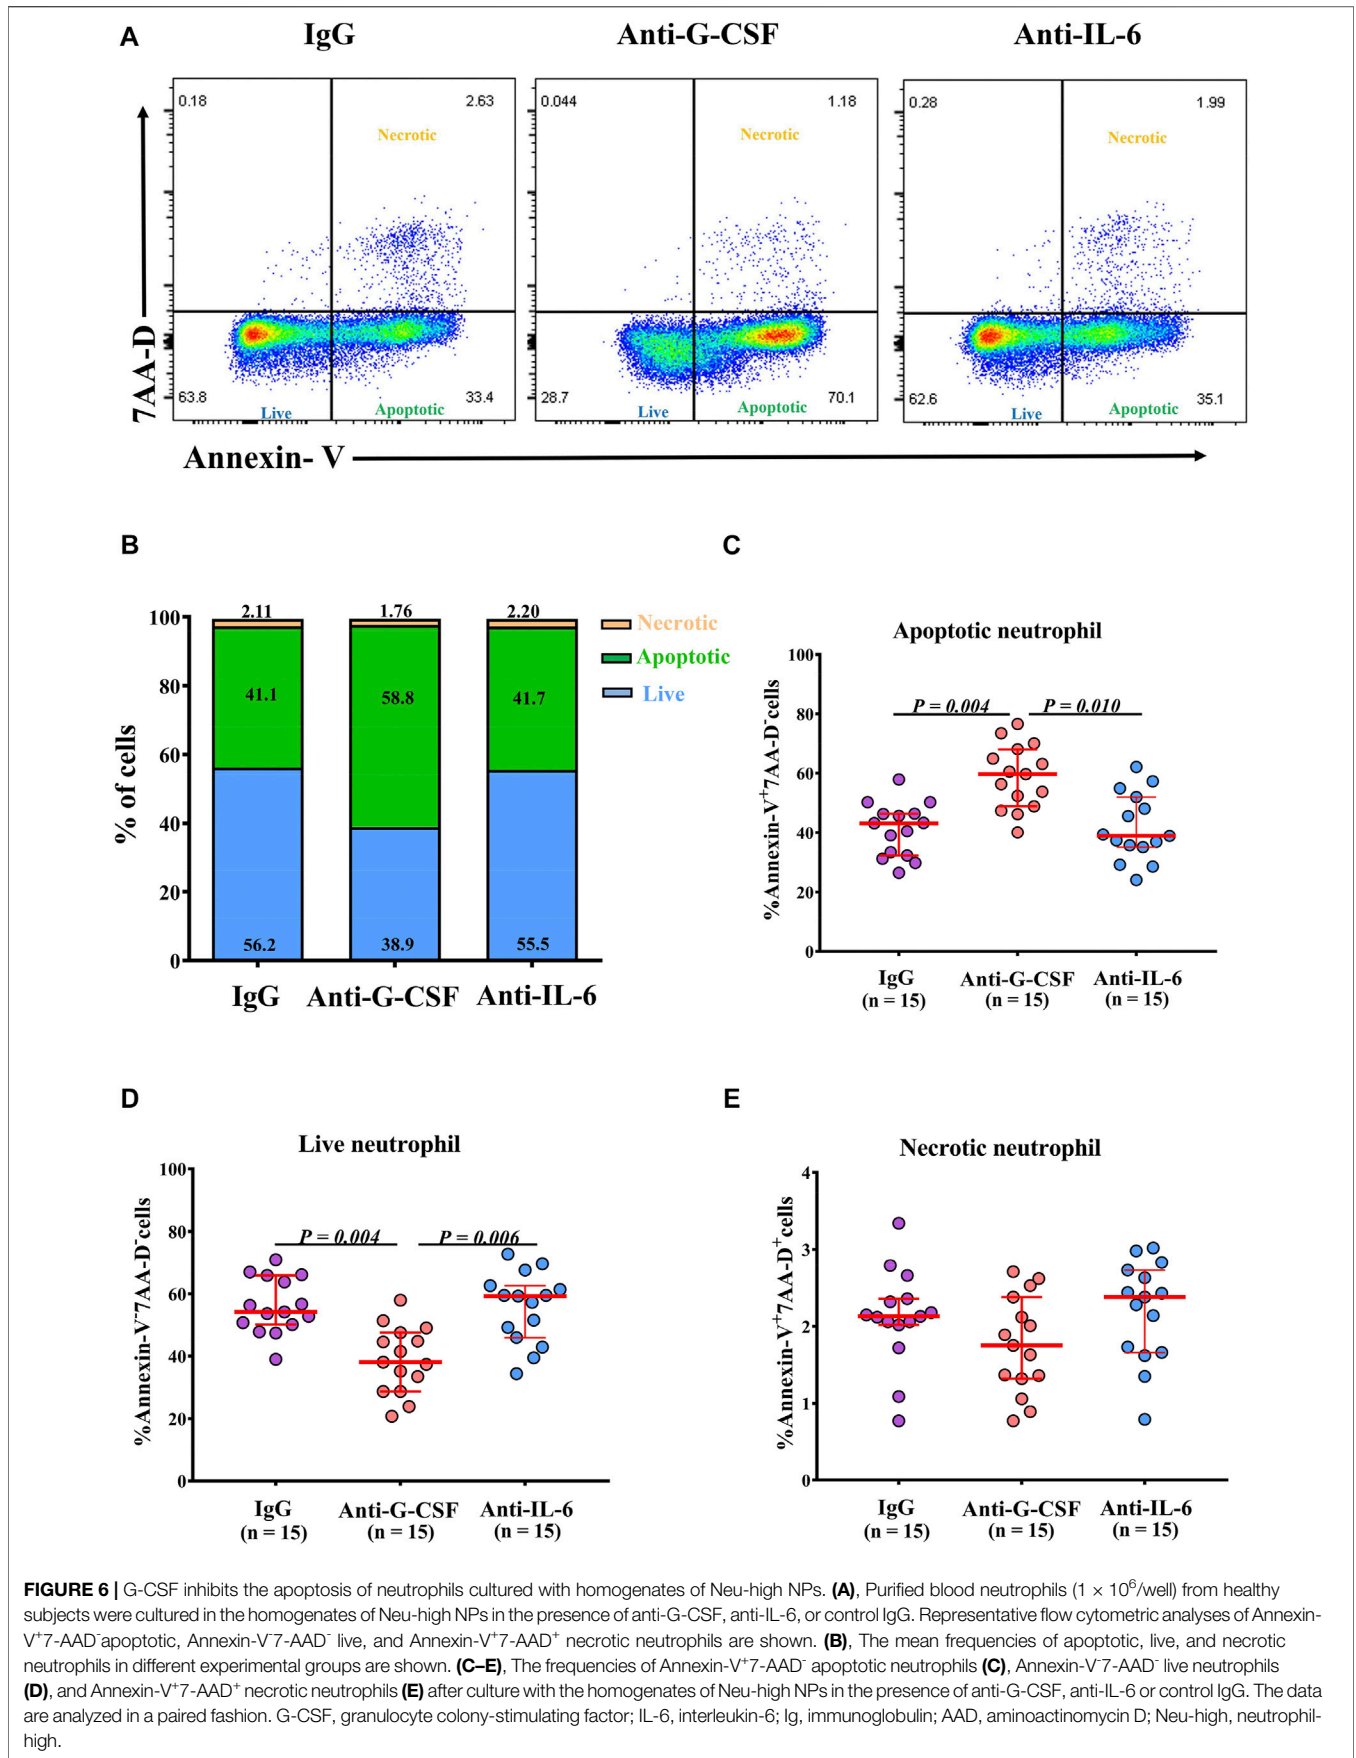 A
IgG
Anti-G-CSF
Anti-IL-6
0.18
2.63
0.044
1.18
0.28
1.99
Necrotic
Necrotic
Necrotic
7AA-D
63.8
Live
Apoptotic
33.4
28.7
Live
Apoptotic
70.1
62.6
Live
Apoptotic
35.1
Annexin- V
B
% of cells
100
80
60
40
20
0
2.11
1.76
2.20
41.1
58.8
41.7
56.2
38.9
55.5
IgG
Anti-G-CSF
Anti-IL-6
Necrotic
Apoptotic
Live
C
Apoptotic neutrophil
%Annexin-V⁺7AA-D⁻cells
100
80
60
40
20
0
P = 0.004
P = 0.010
IgG
(n = 15)
Anti-G-CSF
(n = 15)
Anti-IL-6
(n = 15)
D
Live neutrophil
%Annexin-V⁻7AA-D⁻cells
100
80
60
40
20
0
P = 0.004
P = 0.006
IgG
(n = 15)
Anti-G-CSF
(n = 15)
Anti-IL-6
(n = 15)
E
Necrotic neutrophil
%Annexin-V⁺7AA-D⁺cells
4
3
2
1
0
IgG
(n = 15)
Anti-G-CSF
(n = 15)
Anti-IL-6
(n = 15)
FIGURE 6 | G-CSF inhibits the apoptosis of neutrophils cultured with homogenates of Neu-high NPs. (A), Purified blood neutrophils (1 × 10⁶/well) from healthy
subjects were cultured in the homogenates of Neu-high NPs in the presence of anti-G-CSF, anti-IL-6, or control IgG. Representative flow cytometric analyses of Annexin-
V⁺7-AAD⁻apoptotic, Annexin-V⁻7-AAD⁻ live, and Annexin-V⁺7-AAD⁺ necrotic neutrophils are shown. (B), The mean frequencies of apoptotic, live, and necrotic
neutrophils in different experimental groups are shown. (C–E), The frequencies of Annexin-V⁺7-AAD⁻ apoptotic neutrophils (C), Annexin-V⁻7-AAD⁻ live neutrophils
(D), and Annexin-V⁺7-AAD⁺ necrotic neutrophils (E) after culture with the homogenates of Neu-high NPs in the presence of anti-G-CSF, anti-IL-6 or control IgG. The data
are analyzed in a paired fashion. G-CSF, granulocyte colony-stimulating factor; IL-6, interleukin-6; Ig, immunoglobulin; AAD, aminoactinomycin D; Neu-high, neutrophil-
high.